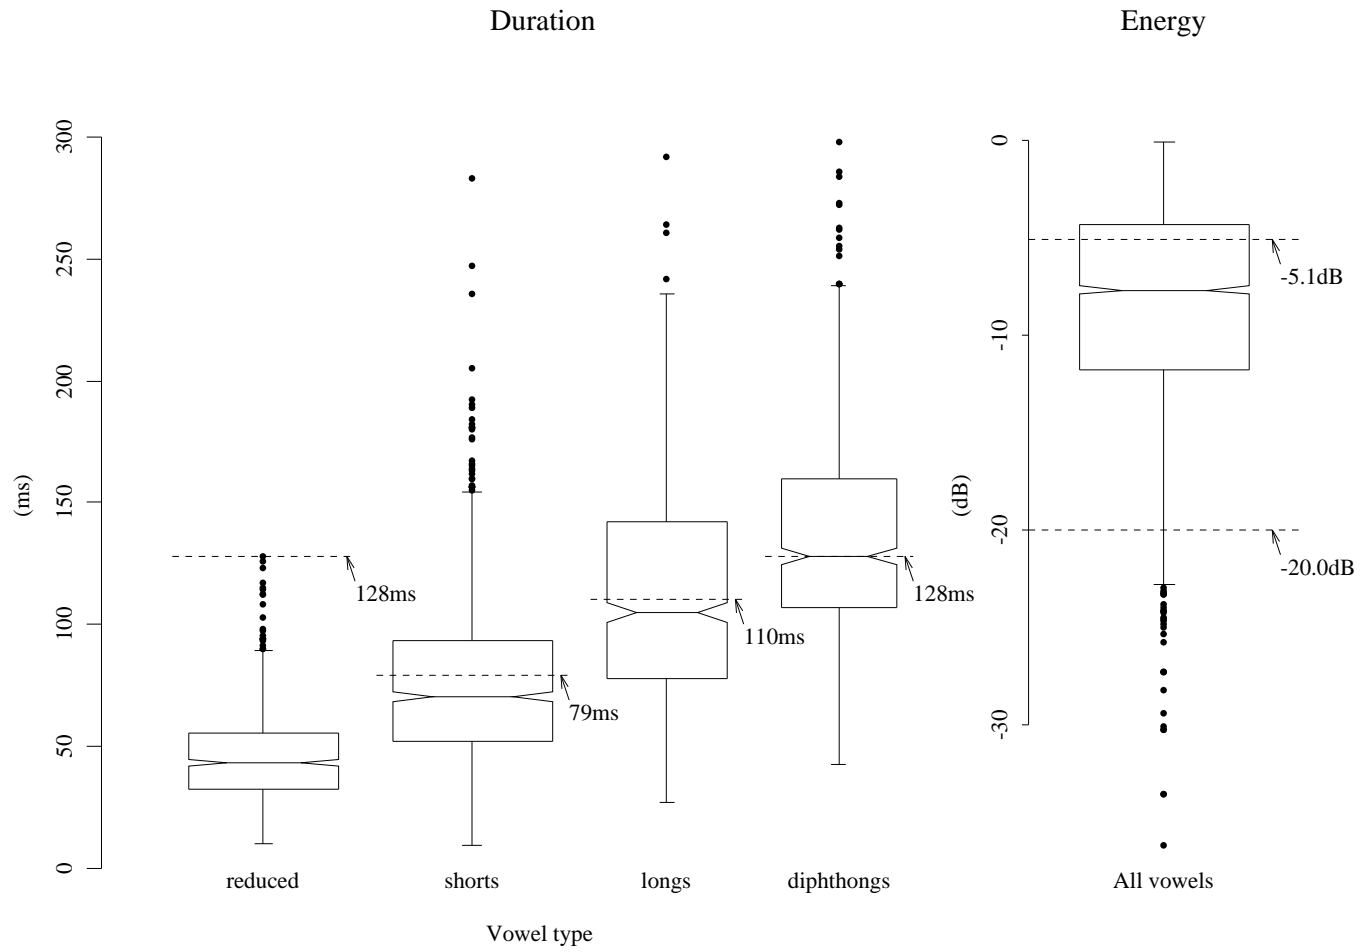 Duration
Energy
(ms)
300
250
200
150
100
50
0
128ms
79ms
110ms
128ms
reduced
shorts
longs
diphthongs
Vowel type
(dB)
0
-10
-20
-30
-5.1dB
-20.0dB
All vowels